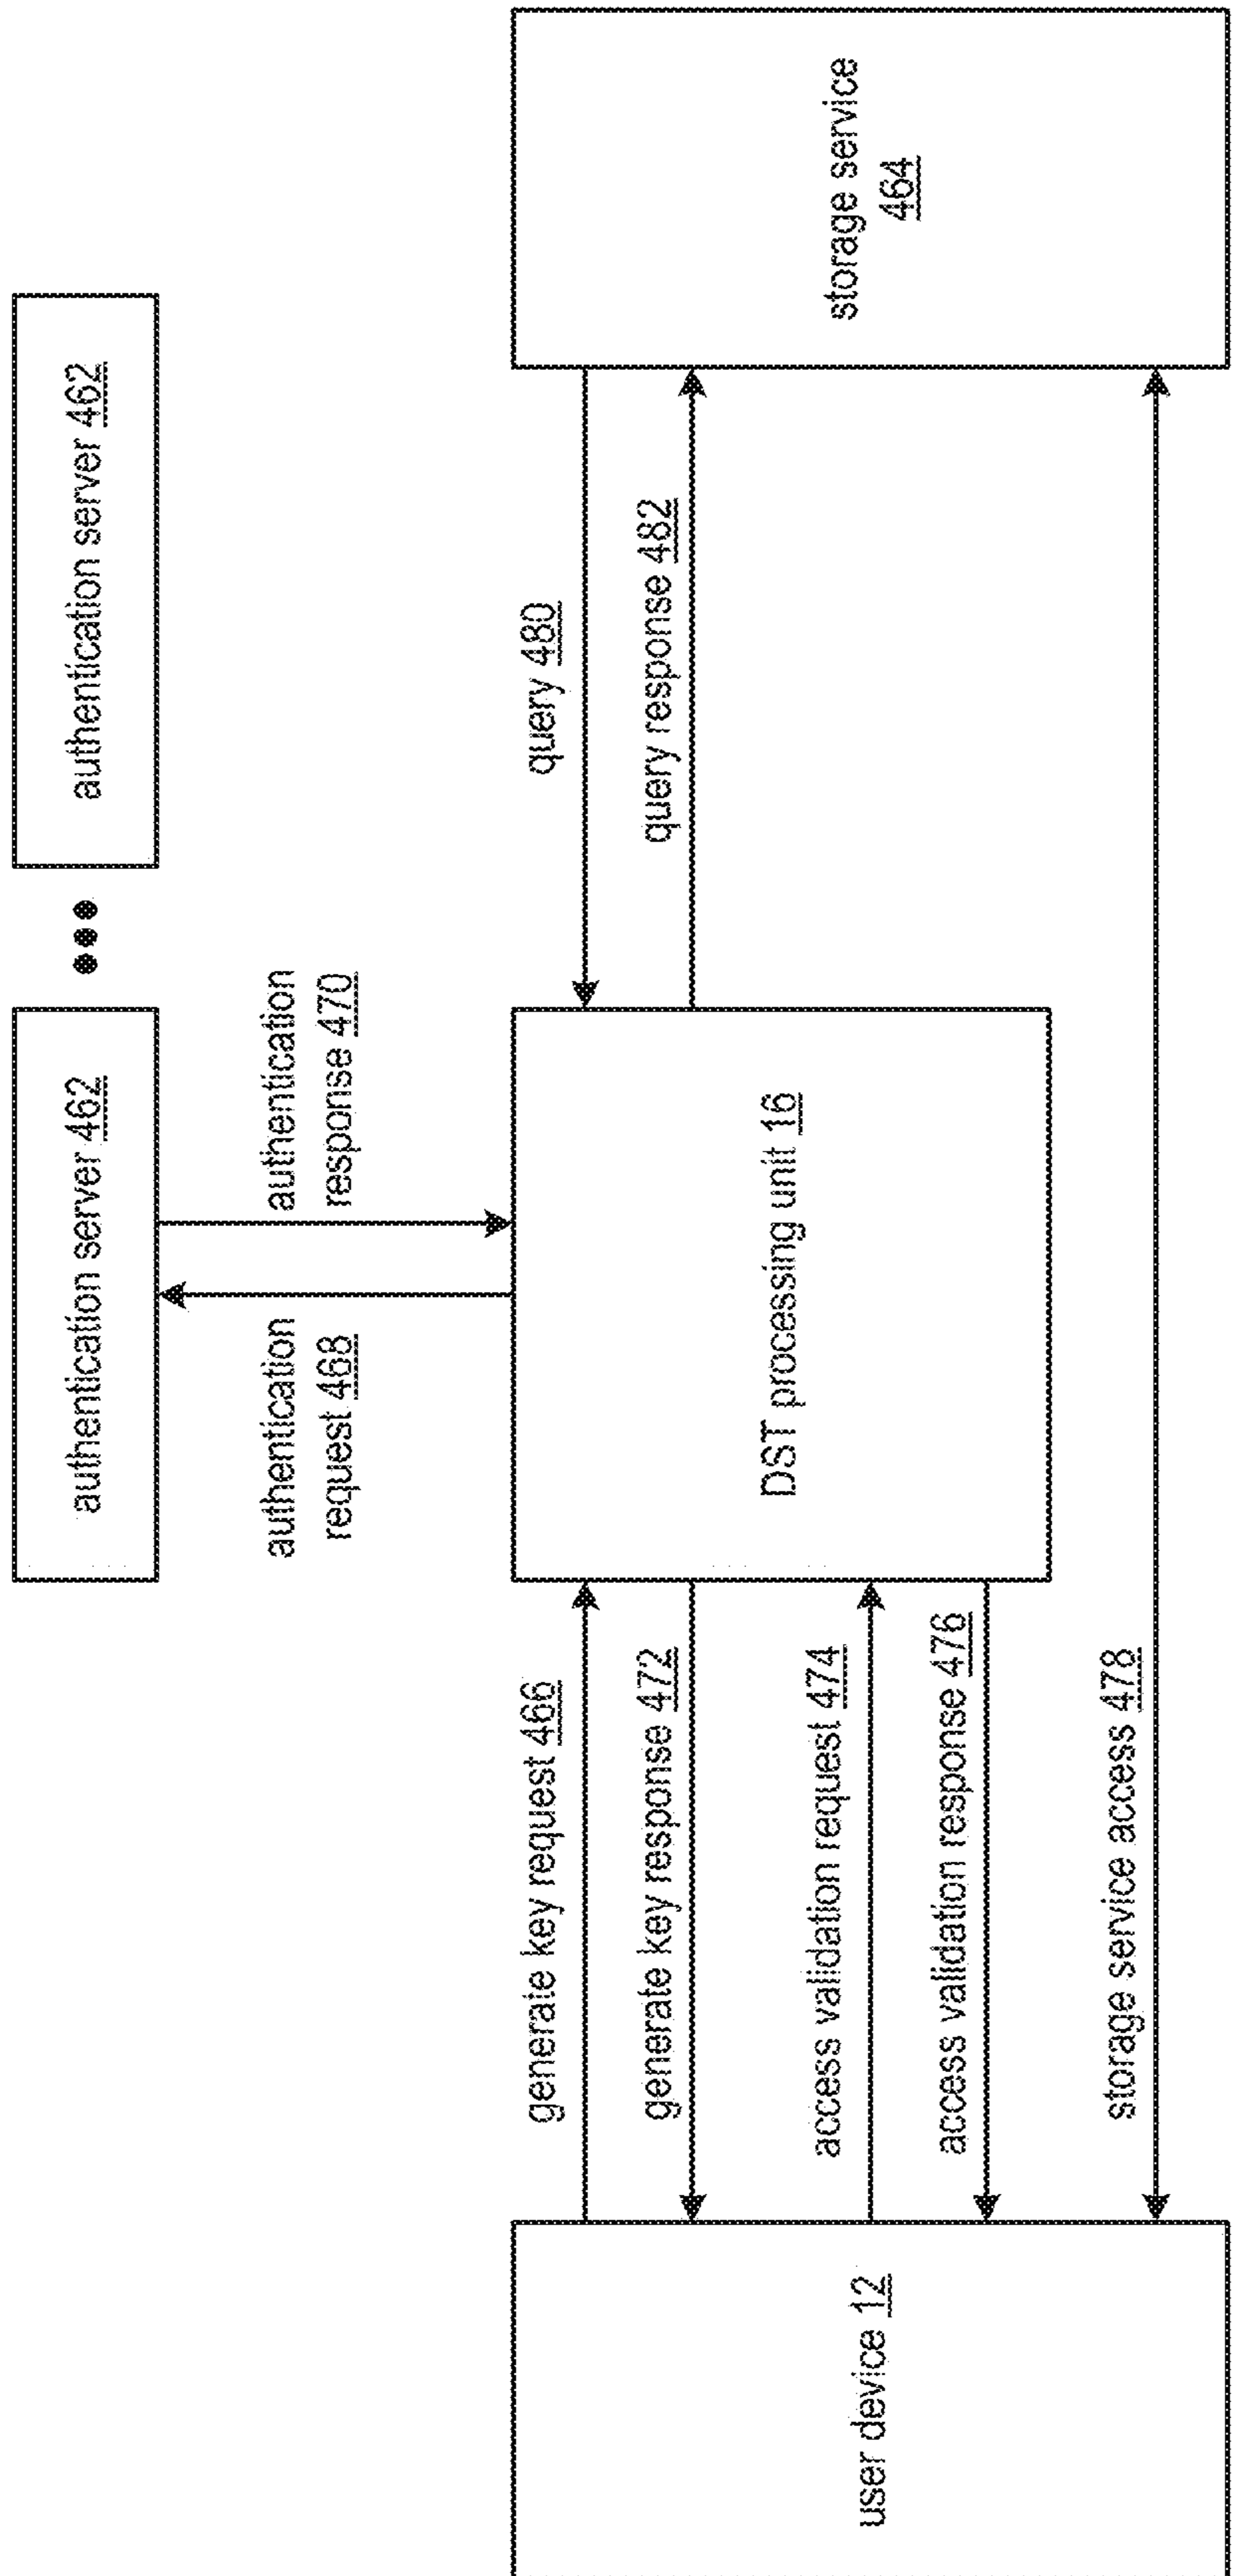 authentication server 462
authentication server 462
authentication
request 468
authentication
response 470
generate key request 466
generate key response 472
access validation request 474
access validation response 476
storage service access 478
user device 12
DST processing unit 16
query 480
query response 482
storage service
464